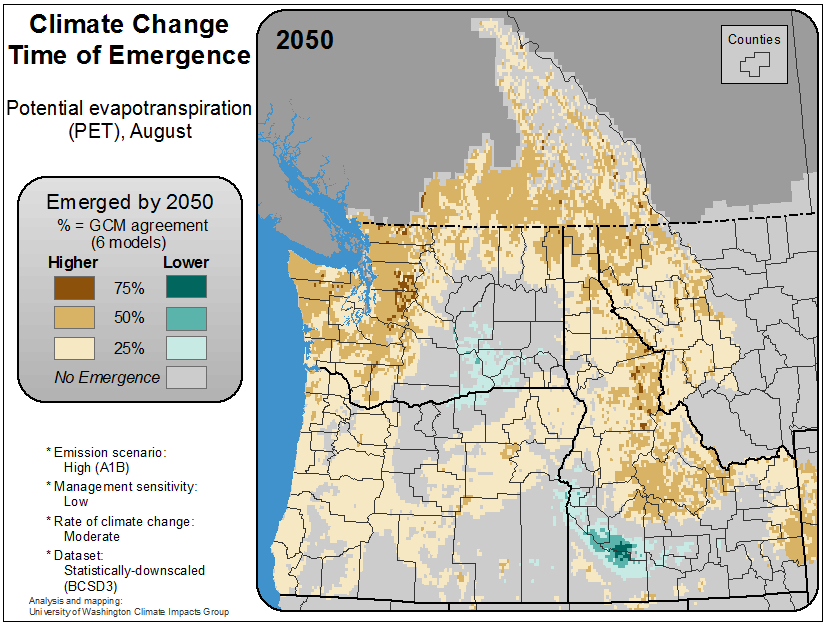 Climate Change
Time of Emergence
Potential evapotranspiration
(PET), August
Emerged by 2050
% = GCM agreement
(6 models)
Higher Lower
75%
50%
25%
No Emergence
* Emission scenario:
High (A1B)
* Management sensitivity:
Low
* Rate of climate change:
Moderate
* Dataset:
Statistically-downscaled
(BCSD3)
Analysis and mapping:
University of Washington Climate Impacts Group
2050
Counties